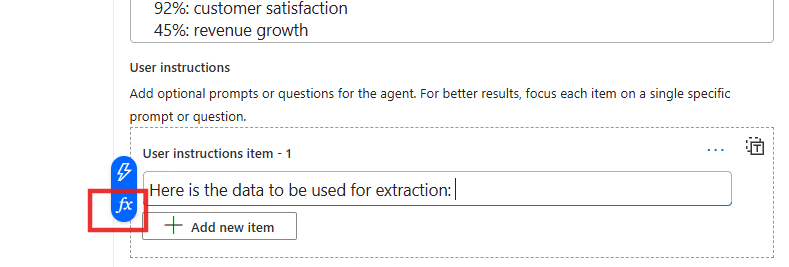 92%: customer satisfaction
45%: revenue growth
User instructions
Add optional prompts or questions for the agent. For better results, focus each item on a single specific
prompt or question.
User instructions item - 1
...
T
Here is the data to be used for extraction:
fx
Add new item